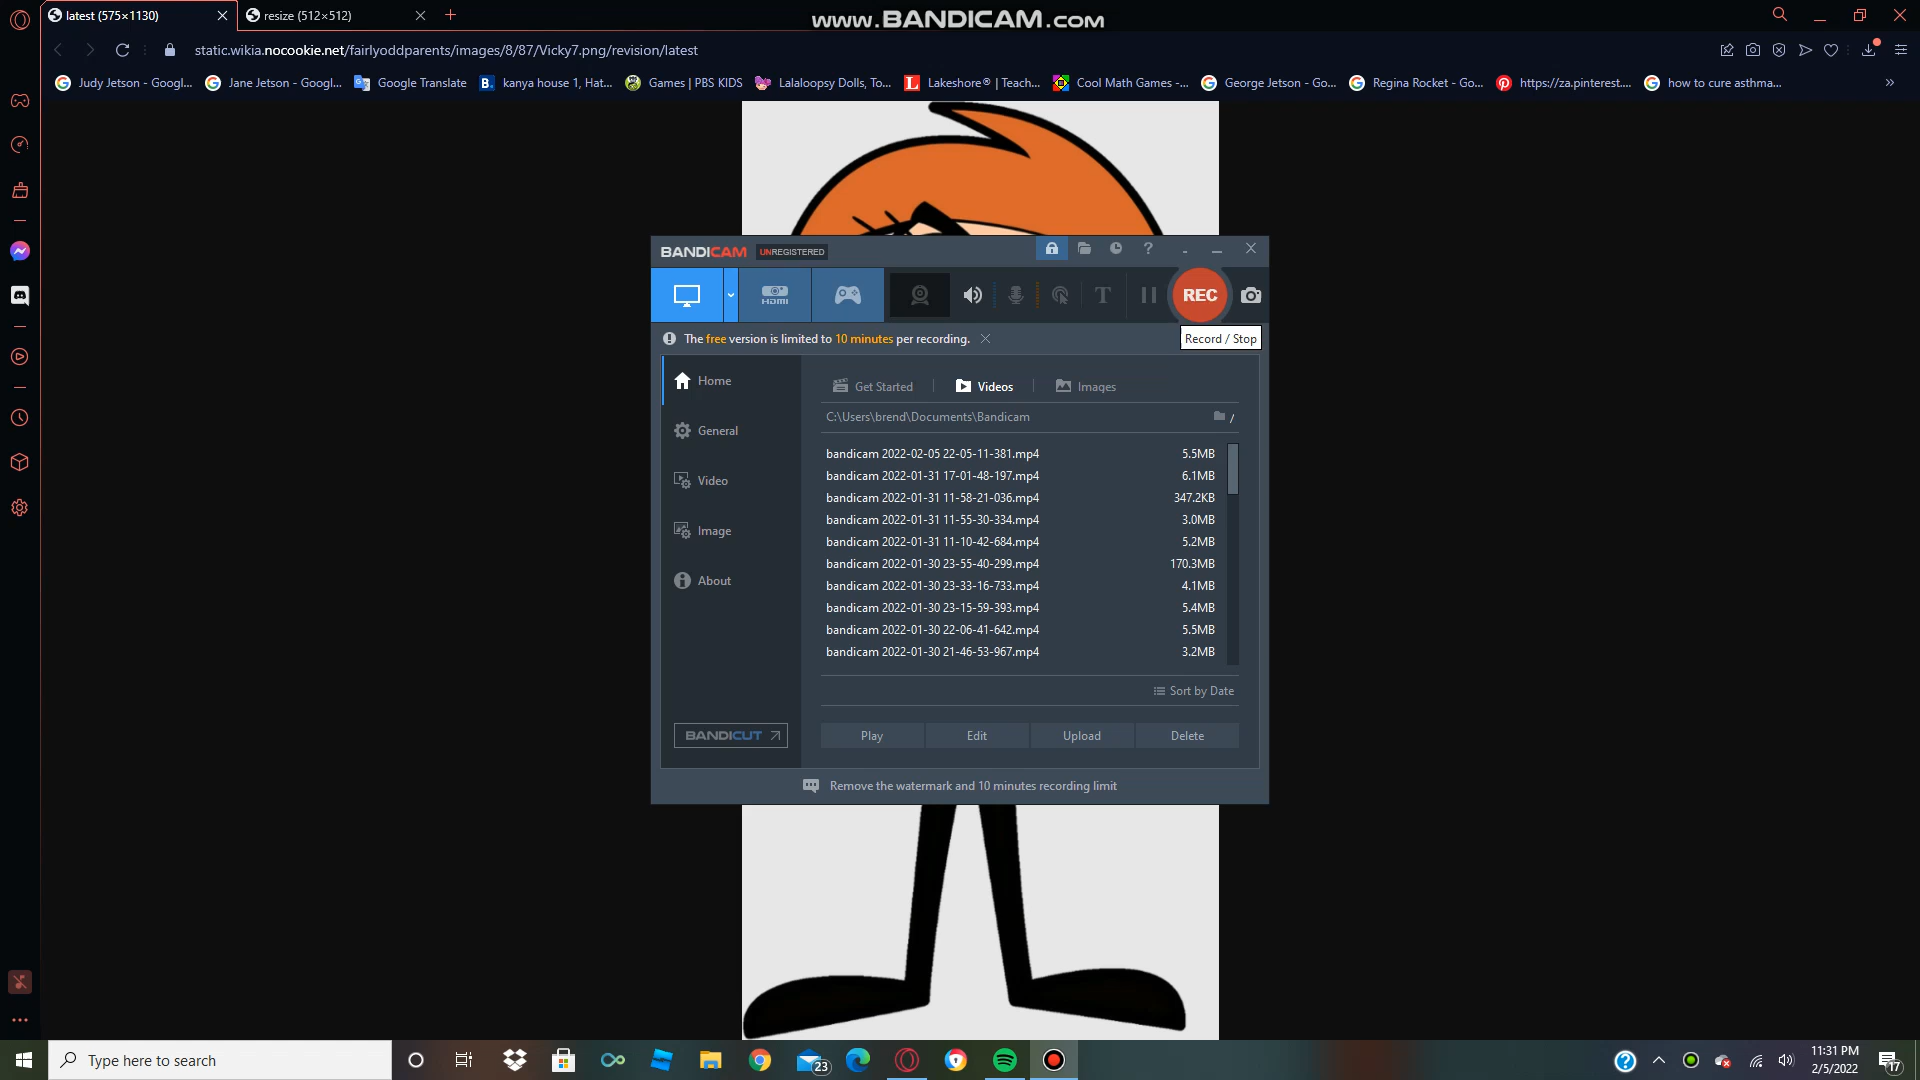 latest (575×1130)
resize (512×512)
www.BANDICAM.com
static.wikia.nocookie.net/fairlyoddparents/images/8/87/Vicky7.png/revision/latest
Judy Jetson - Googl...
Jane Jetson - Googl...
Google Translate
kanya house 1, Hat...
Games | PBS KIDS
Lalaloopsy Dolls, To...
Lakeshore® | Teach...
Cool Math Games -...
George Jetson - Go...
Regina Rocket - Go...
https://za.pinterest....
how to cure asthma...
BANDICAM UNREGISTERED
HDMI
REC
The free version is limited to 10 minutes per recording.
Record / Stop
Home
General
Video
Image
About
Get Started
Videos
Images
C:\Users\brend\Documents\Bandicam
bandicam 2022-02-05 22-05-11-381.mp4 5.5MB
bandicam 2022-01-31 17-01-48-197.mp4 6.1MB
bandicam 2022-01-31 11-58-21-036.mp4 347.2KB
bandicam 2022-01-31 11-55-30-334.mp4 3.0MB
bandicam 2022-01-31 11-10-42-684.mp4 5.2MB
bandicam 2022-01-30 23-55-40-299.mp4 170.3MB
bandicam 2022-01-30 23-33-16-733.mp4 4.1MB
bandicam 2022-01-30 23-15-59-393.mp4 5.4MB
bandicam 2022-01-30 22-06-41-642.mp4 5.5MB
bandicam 2022-01-30 21-46-53-967.mp4 3.2MB
Sort by Date
BANDICUT
Play
Edit
Upload
Delete
Remove the watermark and 10 minutes recording limit
Type here to search
23
11:31 PM
2/5/2022
17